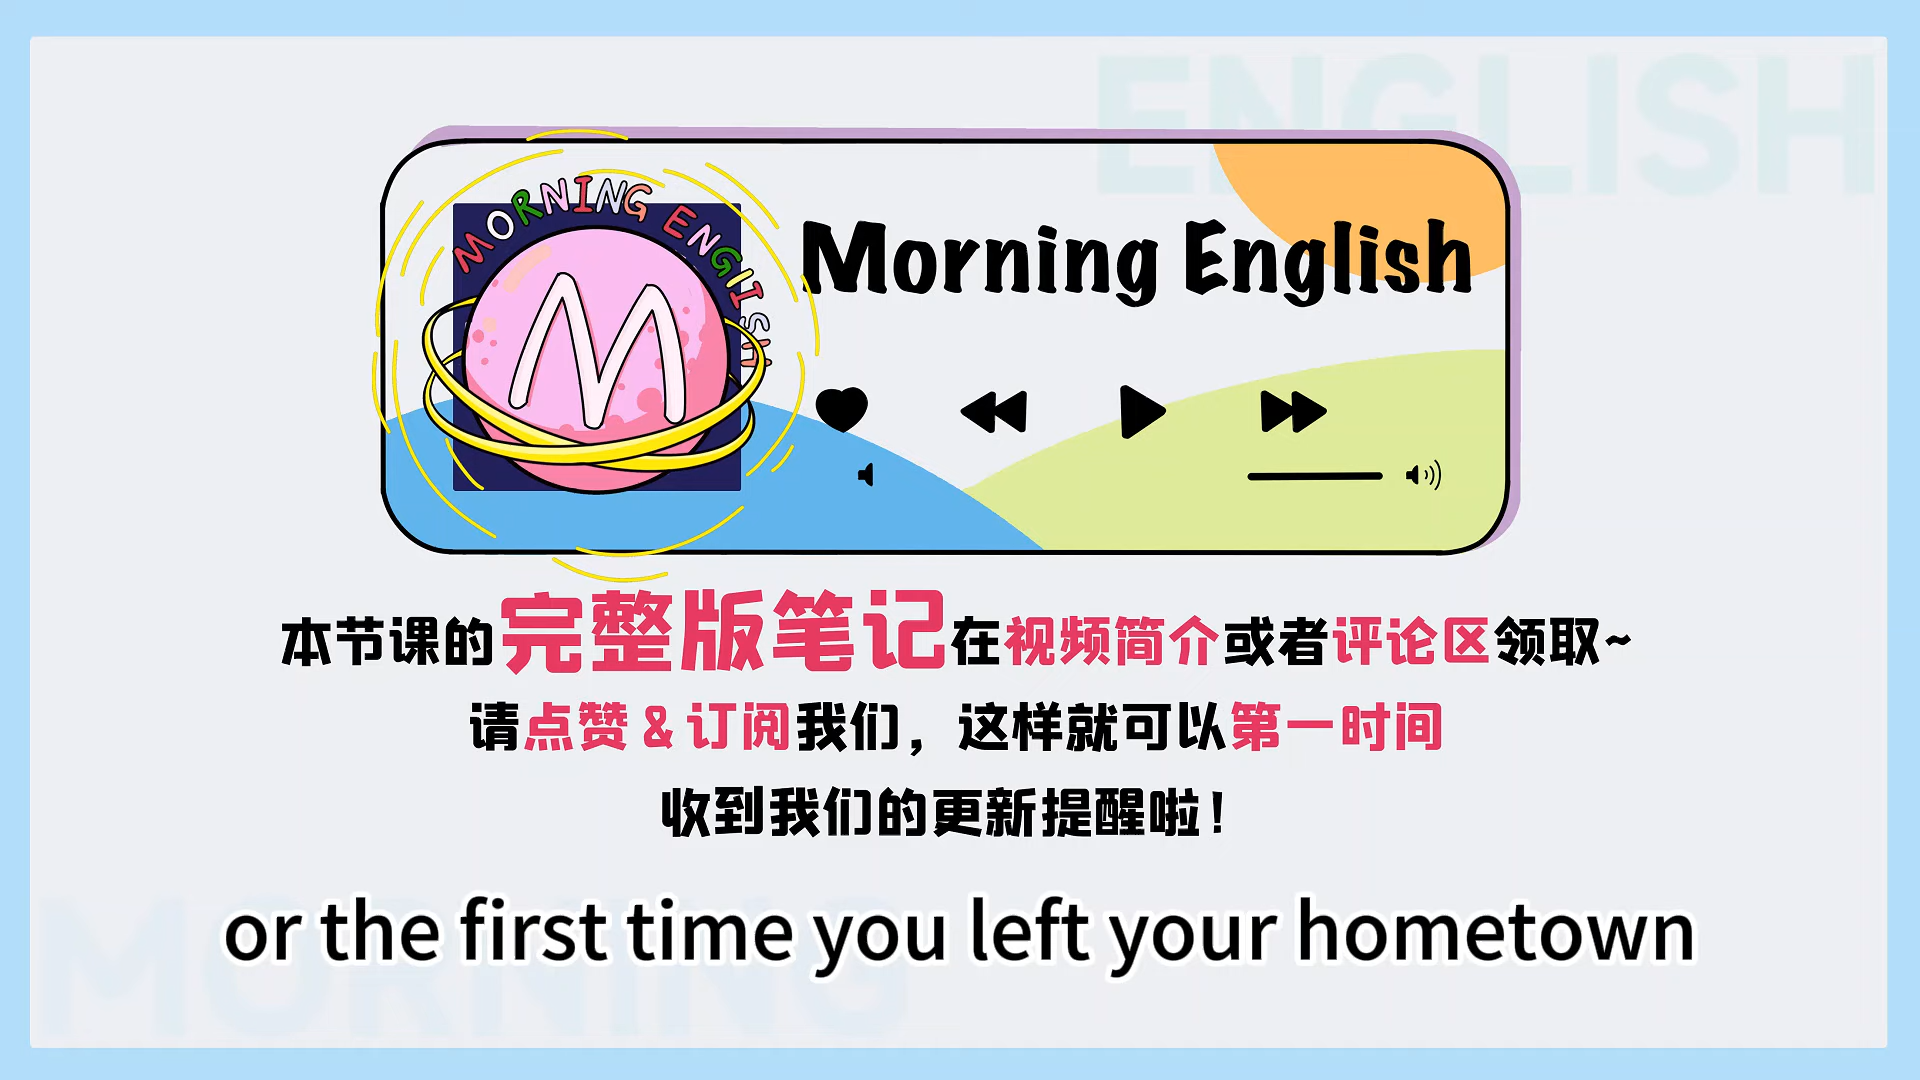 ENGLISH
MORNING ENGLISH
M
Morning English
本节课的完整版笔记在视频简介或者评论区领取~
请点赞&订阅我们，这样就可以第一时间
收到我们的更新提醒啦！
MORNING
or the first time you left your hometown